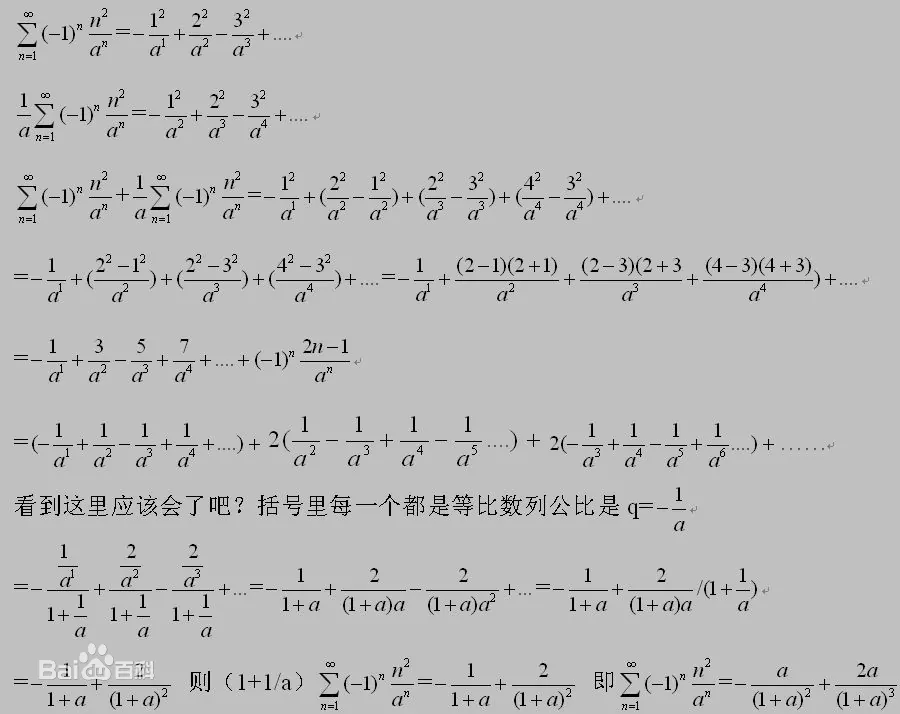 $\sum_{n=1}^{\infty}(-1)^n\frac{n^2}{a^n}=-\frac{1^2}{a^1}+\frac{2^2}{a^2}-\frac{3^2}{a^3}+....$
$\frac{1}{a}\sum_{n=1}^{\infty}(-1)^n\frac{n^2}{a^n}=-\frac{1^2}{a^2}+\frac{2^2}{a^3}-\frac{3^2}{a^4}+....$
$\sum_{n=1}^{\infty}(-1)^n\frac{n^2}{a^n}+\frac{1}{a}\sum_{n=1}^{\infty}(-1)^n\frac{n^2}{a^n}=-\frac{1^2}{a^1}+(\frac{2^2}{a^2}-\frac{1^2}{a^2})+(\frac{2^2}{a^3}-\frac{3^2}{a^3})+(\frac{4^2}{a^4}-\frac{3^2}{a^4})+....$
$=-\frac{1}{a^1}+(\frac{2^2-1^2}{a^2})+(\frac{2^2-3^2}{a^3})+(\frac{4^2-3^2}{a^4})+....=-\frac{1}{a^1}+\frac{(2-1)(2+1)}{a^2}+\frac{(2-3)(2+3}{a^3}+\frac{(4-3)(4+3)}{a^4})+....$
$=-\frac{1}{a^1}+\frac{3}{a^2}-\frac{5}{a^3}+\frac{7}{a^4}+....+(-1)^n\frac{2n-1}{a^n}$
$=(-\frac{1}{a^1}+\frac{1}{a^2}-\frac{1}{a^3}+\frac{1}{a^4}+....)+2(\frac{1}{a^2}-\frac{1}{a^3}+\frac{1}{a^4}-\frac{1}{a^5}....)+2(-\frac{1}{a^3}+\frac{1}{a^4}-\frac{1}{a^5}+\frac{1}{a^6}....)+......$
看到这里应该会了吧？括号里每一个都是等比数列公比是 q=$-\frac{1}{a}$
$=-\frac{\frac{1}{a^1}}{1+\frac{1}{a}}+\frac{\frac{2}{a^2}}{1+\frac{1}{a}}-\frac{\frac{2}{a^3}}{1+\frac{1}{a}}+...=-\frac{1}{1+a}+\frac{2}{(1+a)a}-\frac{2}{(1+a)a^2}+...=-\frac{1}{1+a}+\frac{2}{(1+a)a}/(1+\frac{1}{a})$
$=-\frac{1}{1+a}+\frac{2}{(1+a)^2}$ 则（1+1/a）$\sum_{n=1}^{\infty}(-1)^n\frac{n^2}{a^n}=-\frac{1}{1+a}+\frac{2}{(1+a)^2}$ 即$\sum_{n=1}^{\infty}(-1)^n\frac{n^2}{a^n}=-\frac{a}{(1+a)^2}+\frac{2a}{(1+a)^3}$
Baidu百科